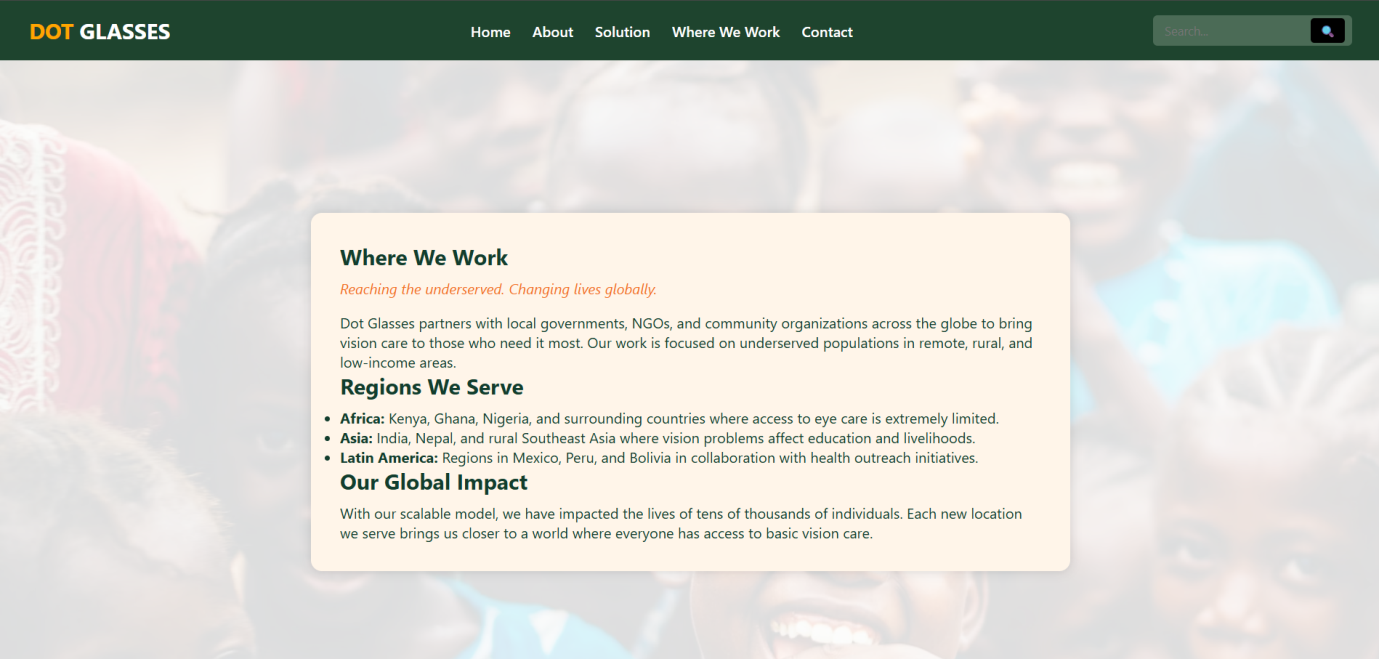 DOT GLASSES
Home About Solution Where We Work Contact
Search...
Where We Work
Reaching the underserved. Changing lives globally.
Dot Glasses partners with local governments, NGOs, and community organizations across the globe to bring
vision care to those who need it most. Our work is focused on underserved populations in remote, rural, and
low-income areas.
Regions We Serve
• Africa: Kenya, Ghana, Nigeria, and surrounding countries where access to eye care is extremely limited.
• Asia: India, Nepal, and rural Southeast Asia where vision problems affect education and livelihoods.
• Latin America: Regions in Mexico, Peru, and Bolivia in collaboration with health outreach initiatives.
Our Global Impact
With our scalable model, we have impacted the lives of tens of thousands of individuals. Each new location
we serve brings us closer to a world where everyone has access to basic vision care.